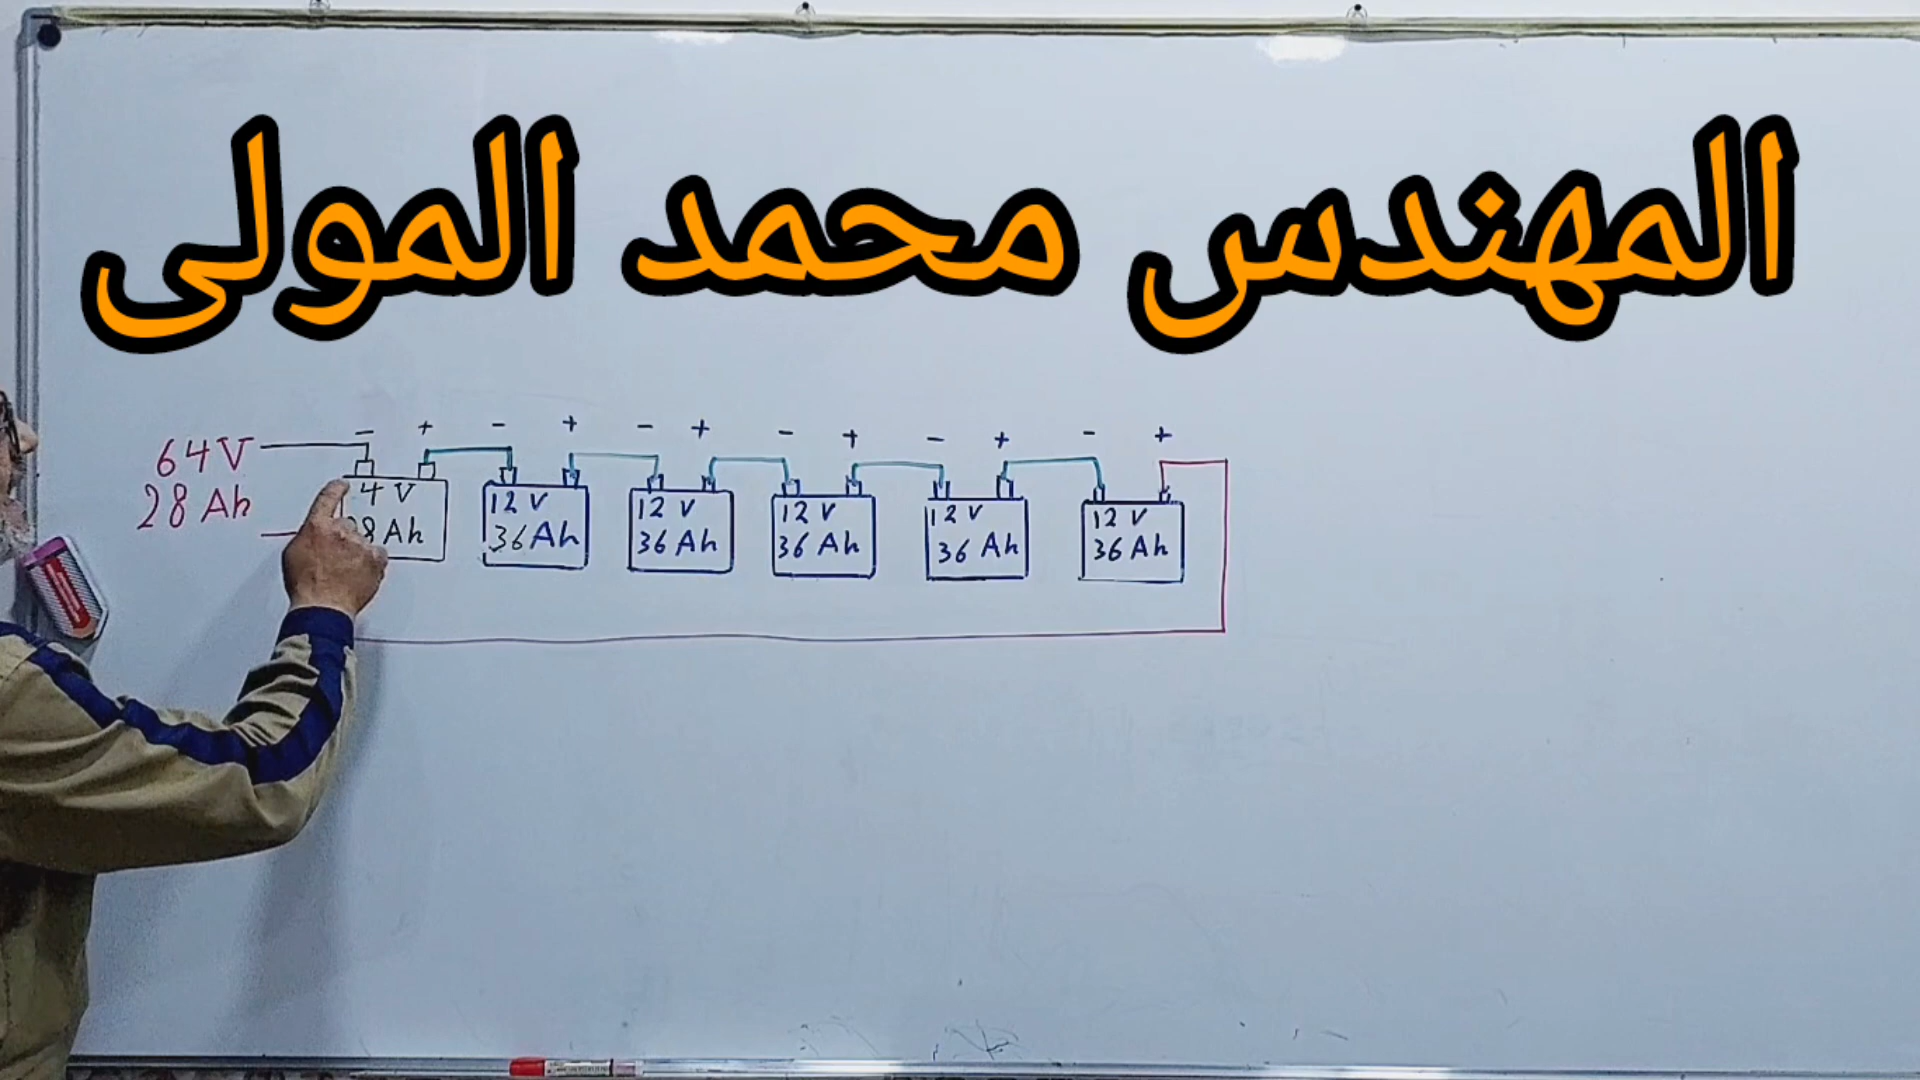 المهندس محمد المولى
- + - + - + - + - + - +
64V
28 Ah
4 V
8 Ah
12 V
36 Ah
12 V
36 Ah
12 V
36 Ah
12 V
36 Ah
12 V
36 Ah